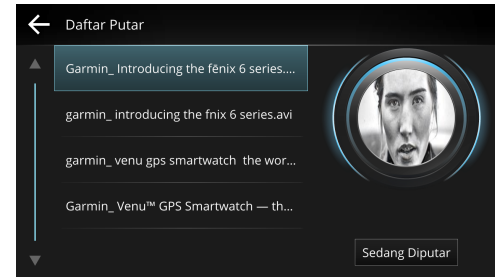 Daftar Putar
Garmin_ Introducing the fēnix 6 series....
garmin_ introducing the fnix 6 series.avi
garmin_ venu gps smartwatch  the wor...
Garmin_ Venu™ GPS Smartwatch — th...
Sedang Diputar